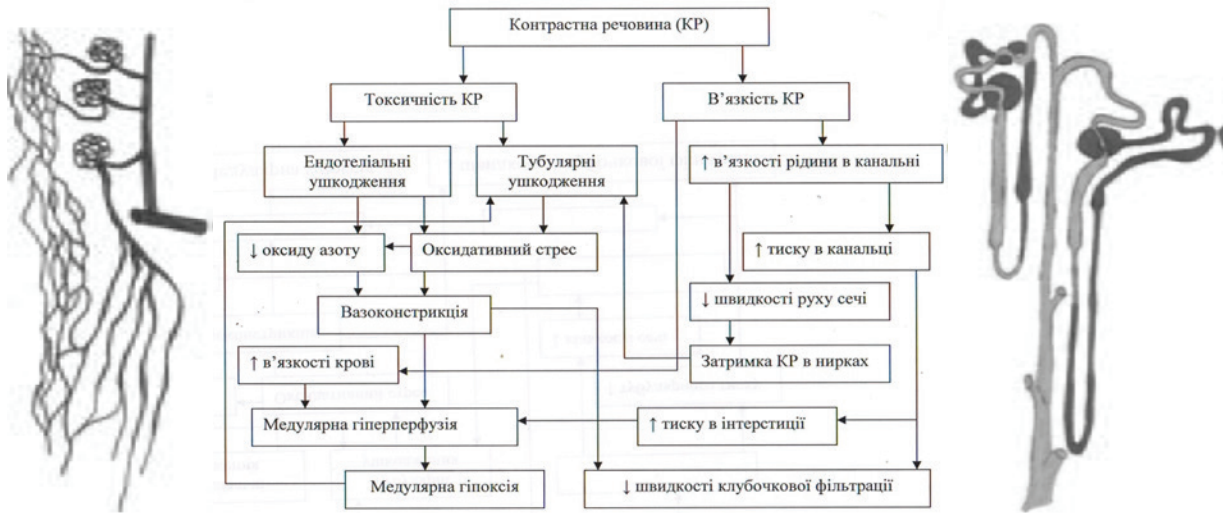 Контрастна речовина (КР)
Токсичність КР
В’язкість КР
Ендотеліальні
ушкодження
Тубулярні
ушкодження
↑ в’язкості рідини в канальні
↓ оксиду азоту
Оксидативний стрес
↑ тиску в канальці
↓ швидкості руху сечі
Вазоконстрикція
↑ в’язкості крові
Затримка КР в нирках
Медулярна гіперперфузія
↑ тиску в інтерстиції
Медулярна гіпоксія
↓ швидкості клубочкової фільтрації